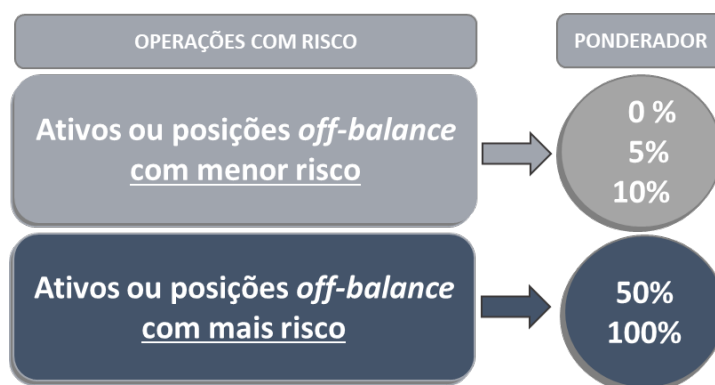 OPERAÇÕES COM RISCO
PONDERADOR
Ativos ou posições off-balance
com menor risco
0 %
5%
10%
Ativos ou posições off-balance
com mais risco
50%
100%